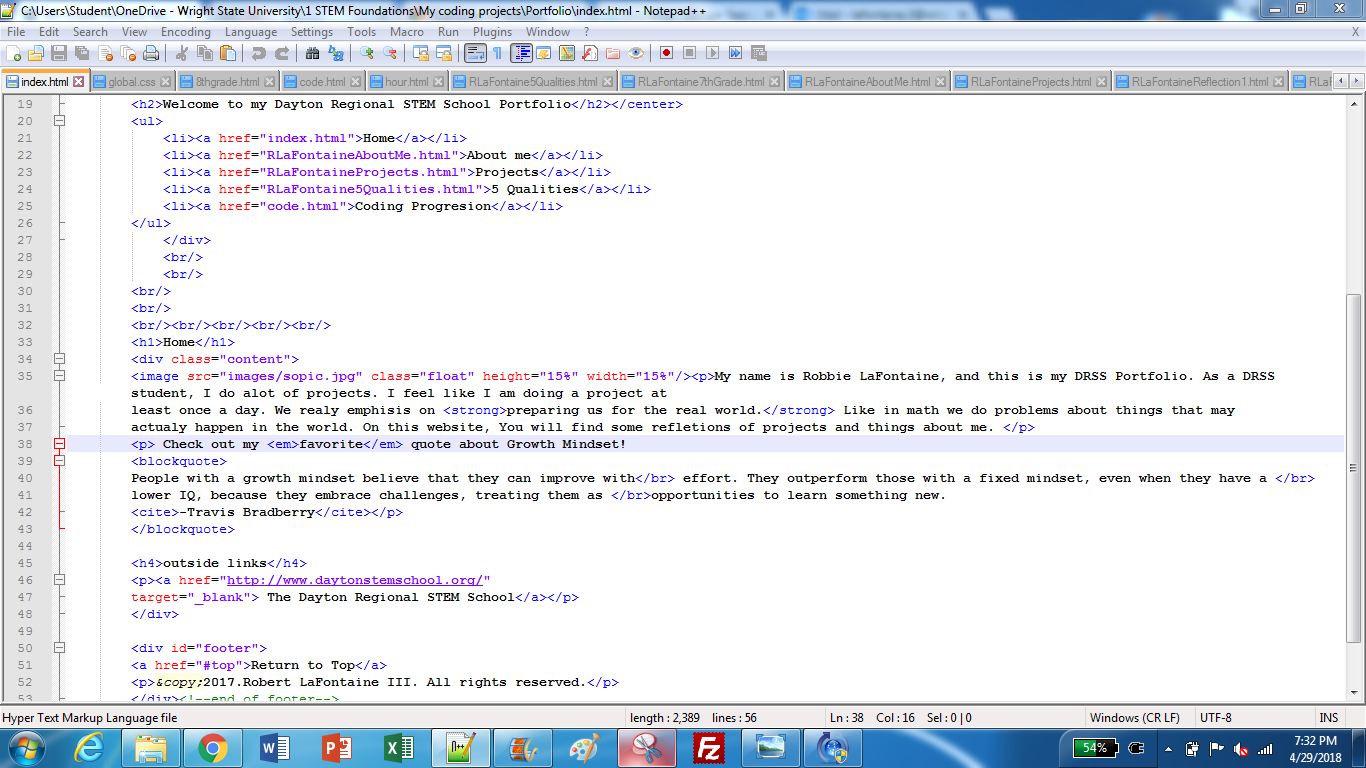 C:\Users\Student\OneDrive - Wright State University\1 STEM Foundations\My coding projects\Portfolio\index.html - Notepad++
File Edit Search View Encoding Language Settings Tools Macro Run Plugins Window ? X
index.html global.css 8thgrade.html code.html hour.html RLaFontaine5Qualities.html RLaFontaine7thGrade.html RLaFontaineAboutMe.html RLaFontaineProjects.html RLaFontaineReflection1.html
19 <h2>Welcome to my Dayton Regional STEM School Portfolio</h2></center>
20 <ul>
21 <li><a href="index.html">Home</a></li>
22 <li><a href="RLaFontaineAboutMe.html">About me</a></li>
23 <li><a href="RLaFontaineProjects.html">Projects</a></li>
24 <li><a href="RLaFontaine5Qualities.html">5 Qualities</a></li>
25 <li><a href="code.html">Coding Progresion</a></li>
26 </ul>
27 </div>
28 <br/>
29 <br/>
30 <br/>
31 <br/>
32 <br/><br/><br/><br/><br/>
33 <h1>Home</h1>
34 <div class="content">
35 <image src="images/sopic.jpg" class="float" height="15%" width="15%"/><p>My name is Robbie LaFontaine, and this is my DRSS Portfolio. As a DRSS
student, I do alot of projects. I feel like I am doing a project at
36 least once a day. We realy emphisis on <strong>preparing us for the real world.</strong> Like in math we do problems about things that may
37 actualy happen in the world. On this website, You will find some refletions of projects and things about me. </p>
38 <p> Check out my <em>favorite</em> quote about Growth Mindset!
39 <blockquote>
40 People with a growth mindset believe that they can improve with</br> effort. They outperform those with a fixed mindset, even when they have a </br>
41 lower IQ, because they embrace challenges, treating them as </br>opportunities to learn something new.
42 <cite>-Travis Bradberry</cite></p>
43 </blockquote>
44
45 <h4>outside links</h4>
46 <p><a href="http://www.daytonstemschool.org/"
47 target="_blank"> The Dayton Regional STEM School</a></p>
48 </div>
49
50 <div id="footer">
51 <a href="#top">Return to Top</a>
52 <p>&copy;2017.Robert LaFontaine III. All rights reserved.</p>
53 </div><!--end of footer-->
Hyper Text Markup Language file length : 2,389 lines : 56 Ln : 38 Col : 16 Sel : 0 | 0 Windows (CR LF) UTF-8 INS
54% 7:32 PM
4/29/2018